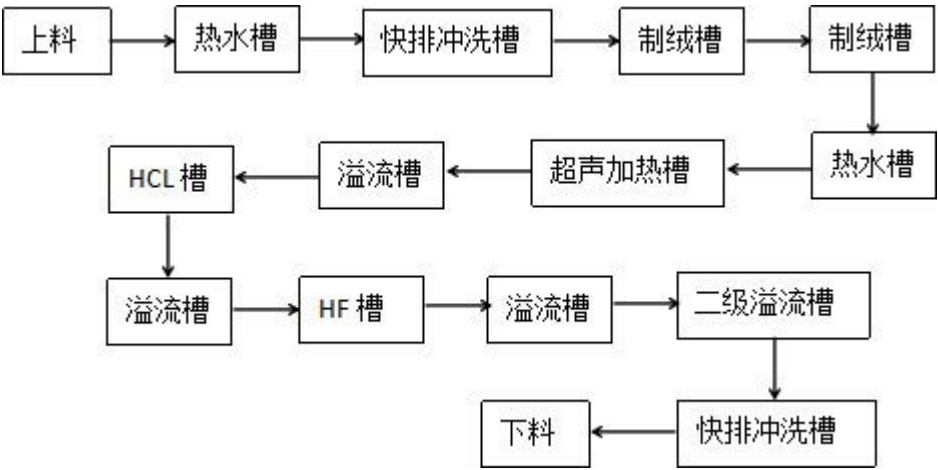 上料
热水槽
快排冲洗槽
制绒槽
制绒槽
热水槽
超声加热槽
溢流槽
HCL 槽
溢流槽
HF 槽
溢流槽
二级溢流槽
快排冲洗槽
下料